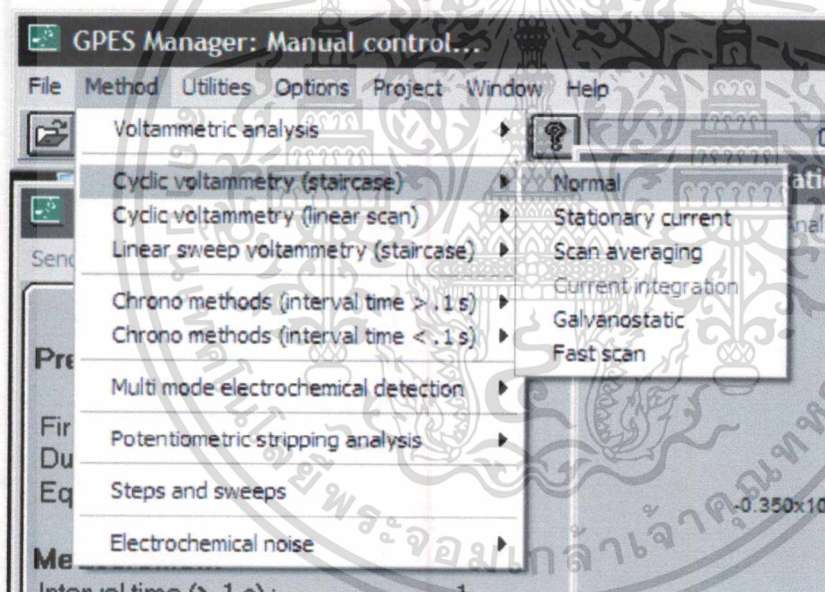 GPES Manager: Manual control...
File Method Utilities Options Project Window Help
Voltammetric analysis
Cyclic voltammetry (staircase)
Cyclic voltammetry (linear scan)
Linear sweep voltammetry (staircase)
Chrono methods (interval time > .1 s)
Chrono methods (interval time < .1 s)
Multi mode electrochemical detection
Potentiometric stripping analysis
Steps and sweeps
Electrochemical noise
Normal
Stationary current
Scan averaging
Current integration
Galvanostatic
Fast scan
Send
Pre
Fir
Du
Eq
-0.350x10
Me
Interval time (> .1 s) : 1